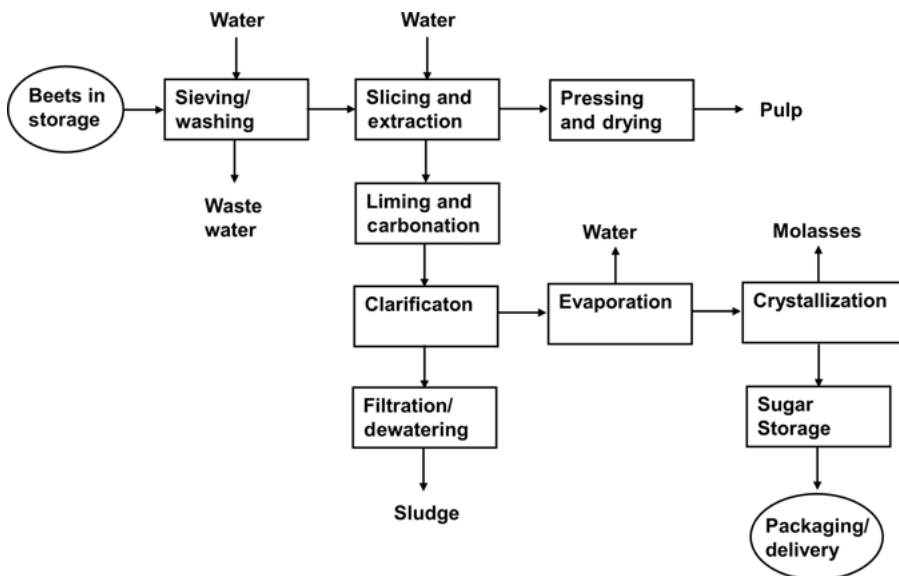 Water
Water
Beets in
storage
Sieving/
washing
Slicing and
extraction
Pressing
and drying
Pulp
Waste
water
Liming and
carbonation
Water
Molasses
Clarificaton
Evaporation
Crystallization
Filtration/
dewatering
Sugar
Storage
Sludge
Packaging/
delivery